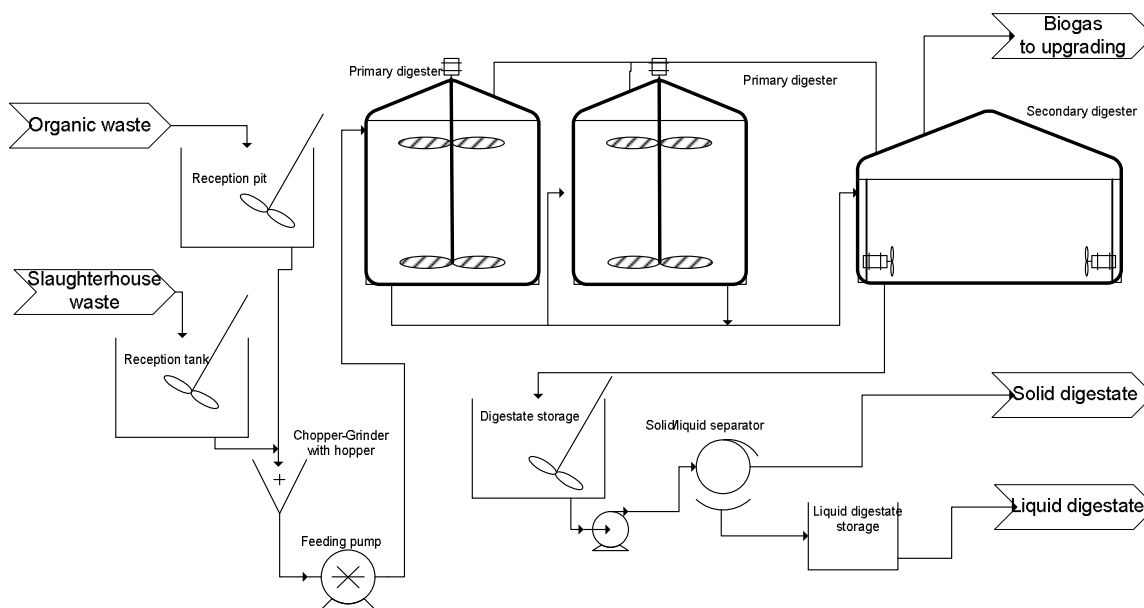 Biogas
to upgrading
Primary digester
Primary digester
Organic waste
Secondary digester
Reception pit
Slaughterhouse
waste
Reception tank
Solid digestate
Digestate storage
Solid/liquid separator
Chopper-Grinder
with hopper
Liquid digestate
Liquid digestate
storage
Feeding pump